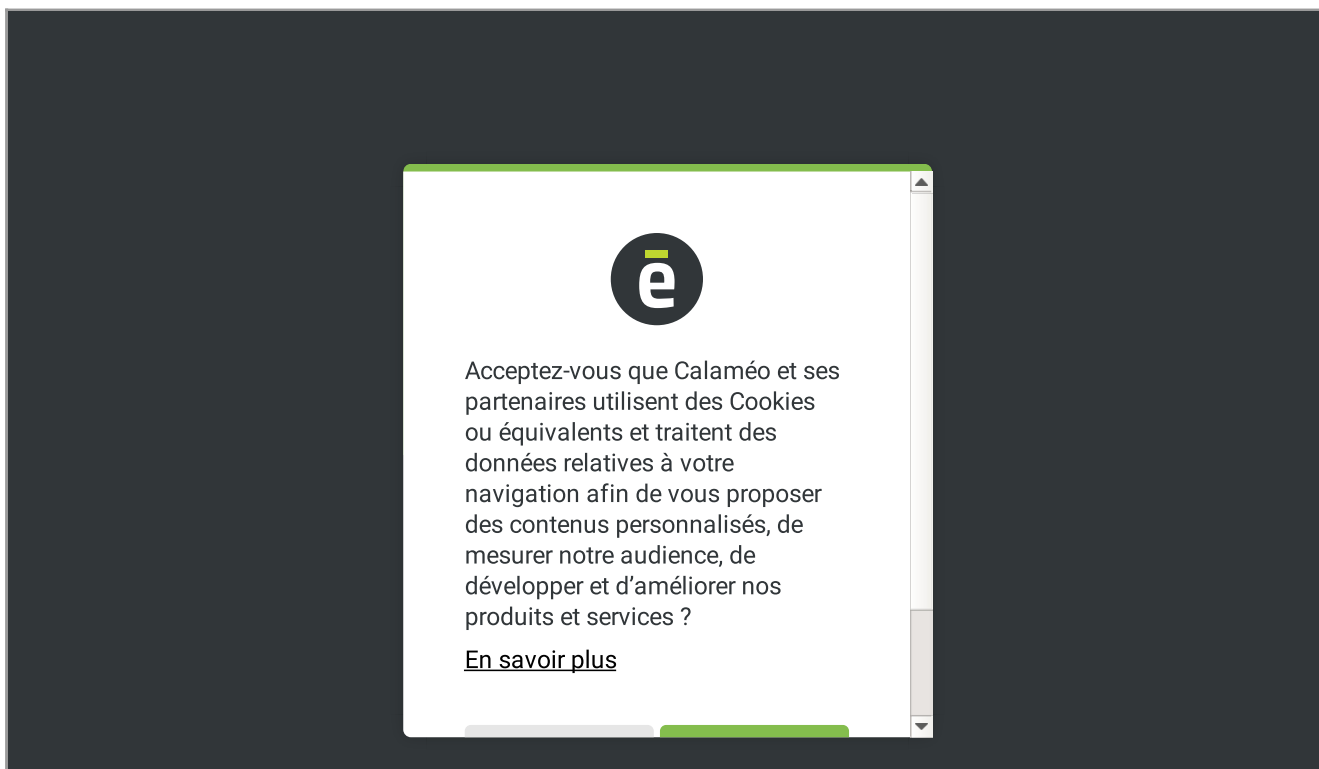 ē
Acceptez-vous que Calaméo et ses
partenaires utilisent des Cookies
ou équivalents et traitent des
données relatives à votre
navigation afin de vous proposer
des contenus personnalisés, de
mesurer notre audience, de
développer et d’améliorer nos
produits et services ?
En savoir plus